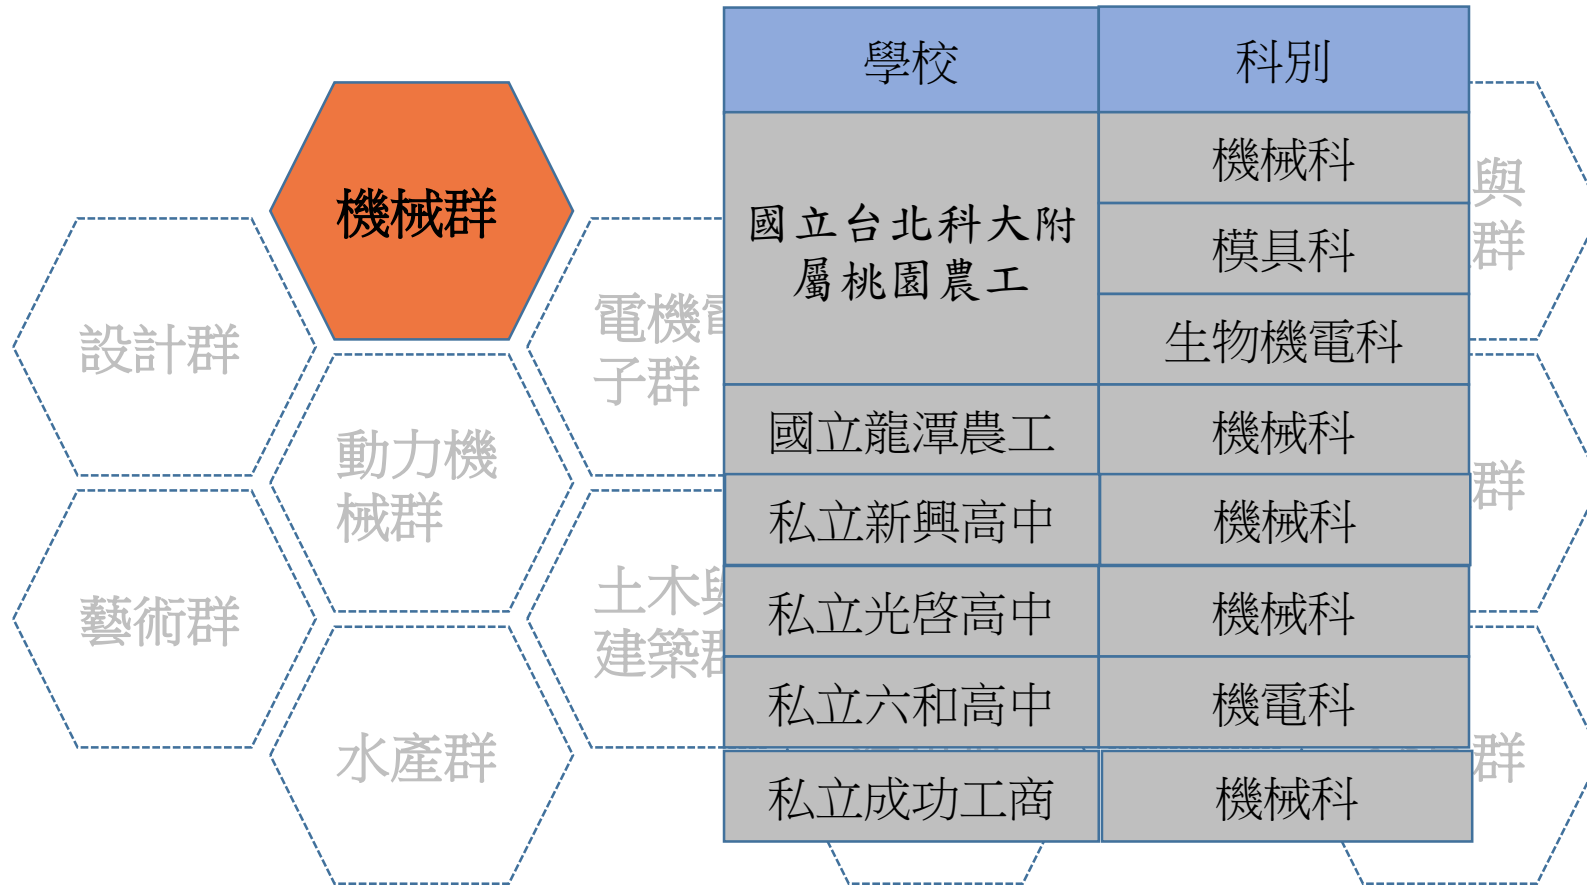 機械群
設計群
電機電
子群
動力機
械群
藝術群
土木與
建築群
水產群
學校
科別
國立台北科大附
屬桃園農工
機械科
模具科
生物機電科
國立龍潭農工
機械科
私立新興高中
機械科
私立光啓高中
機械科
私立六和高中
機電科
私立成功工商
機械科
與
群
群
群